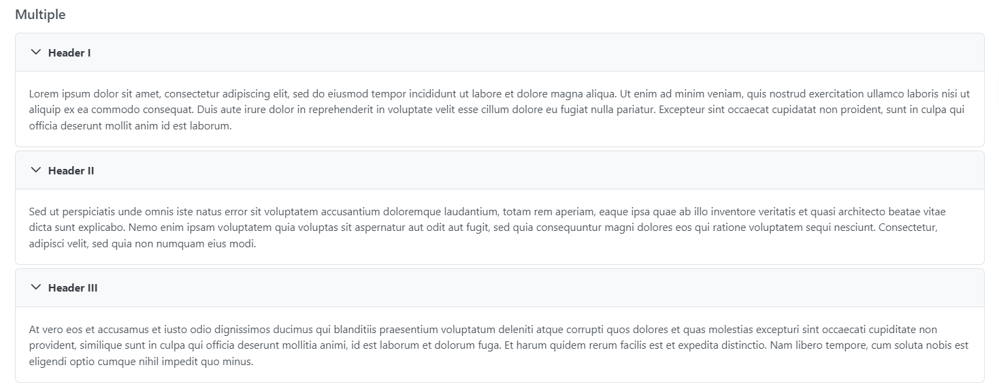 Multiple
Header I
Lorem ipsum dolor sit amet, consectetur adipiscing elit, sed do eiusmod tempor incididunt ut labore et dolore magna aliqua. Ut enim ad minim veniam, quis nostrud exercitation ullamco laboris nisi ut
aliquip ex ea commodo consequat. Duis aute irure dolor in reprehenderit in voluptate velit esse cillum dolore eu fugiat nulla pariatur. Excepteur sint occaecat cupidatat non proident, sunt in culpa qui
officia deserunt mollit anim id est laborum.
Header II
Sed ut perspiciatis unde omnis iste natus error sit voluptatem accusantium doloremque laudantium, totam rem aperiam, eaque ipsa quae ab illo inventore veritatis et quasi architecto beatae vitae
dicta sunt explicabo. Nemo enim ipsam voluptatem quia voluptas sit aspernatur aut odit aut fugit, sed quia consequuntur magni dolores eos qui ratione voluptatem sequi nesciunt. Consectetur,
adipisci velit, sed quia non numquam eius modi.
Header III
At vero eos et accusamus et iusto odio dignissimos ducimus qui blanditiis praesentium voluptatum deleniti atque corrupti quos dolores et quas molestias excepturi sint occaecati cupiditate non
provident, similique sunt in culpa qui officia deserunt mollitia animi, id est laborum et dolorum fuga. Et harum quidem rerum facilis est et expedita distinctio. Nam libero tempore, cum soluta nobis est
eligendi optio cumque nihil impedit quo minus.